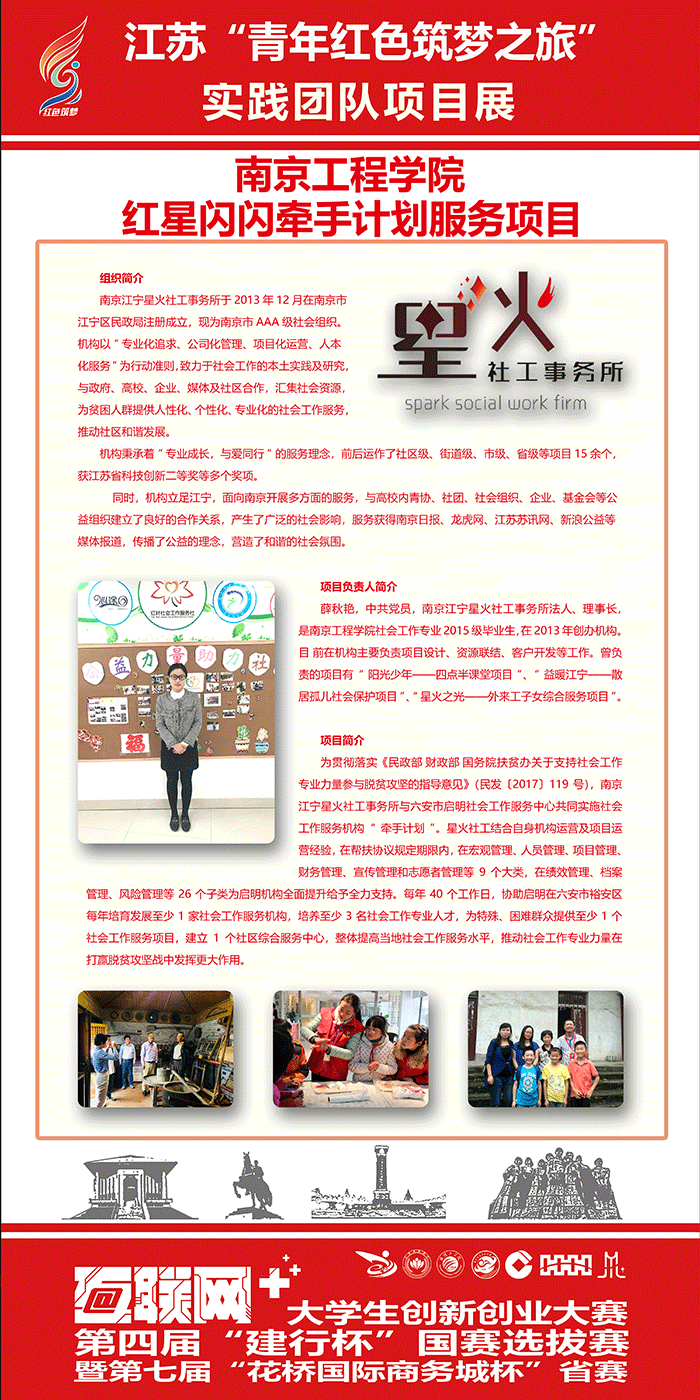 江苏“青年红色筑梦之旅”
实践团队项目展
红色筑梦
南京工程学院
红星闪闪牵手计划服务项目
组织简介
南京江宁星火社工事务所于 2013 年 12 月在南京市
江宁区民政局注册成立，现为南京市 AAA 级社会组织。
机构以“ 专业化追求、公司化管理、项目化运营、人本
化服务 ” 为行动准则，致力于社会工作的本土实践及研究，
与政府、高校、企业、媒体及社区合作，汇集社会资源，
为贫困人群提供人性化、个性化、专业化的社会工作服务，
推动社区和谐发展。
星火
社工事务所
spark social work firm
机构秉承着 “ 专业成长，与爱同行 ” 的服务理念，前后运作了社区级、街道级、市级、省级等项目 15 余个，
获江苏省科技创新二等奖等多个奖项。
同时，机构立足江宁，面向南京开展多方面的服务，与高校内青协、社团、社会组织、企业、基金会等公
益组织建立了良好的合作关系，产生了广泛的社会影响，服务获得南京日报、龙虎网、江苏苏讯网、新浪公益等
媒体报道，传播了公益的理念，营造了和谐的社会氛围。
心途
红叶社会工作服务社
公益力量助力社
福
项目负责人简介
薛秋艳，中共党员，南京江宁星火社工事务所法人、理事长，
是南京工程学院社会工作专业 2015 级毕业生，在 2013 年创办机构。
目 前在机构主要负责项目设计、资源联结、客户开发等工作。曾负
责的项目有 “ 阳光少年——四点半课堂项目 ”、“ 益暖江宁——散
居孤儿社会保护项目 ”、“ 星火之光——外来工子女综合服务项目 ”。
项目简介
为贯彻落实《民政部 财政部 国务院扶贫办关于支持社会工作
专业力量参与脱贫攻坚的指导意见》（民发〔2017〕119 号），南京
江宁星火社工事务所与六安市启明社会工作服务中心共同实施社会
工作服务机构 “ 牵手计划 ”。星火社工结合自身机构运营及项目运
营经验，在帮扶协议规定期限内，在宏观管理、人员管理、项目管理、
财务管理、宣传管理和志愿者管理等 9 个大类，在绩效管理、档案
管理、风险管理等 26 个子类为启明机构全面提升给予全力支持。每年 40 个工作日，协助启明在六安市裕安区
每年培育发展至少 1 家社会工作服务机构，培养至少 3 名社会工作专业人才，为特殊、困难群众提供至少 1 个
社会工作服务项目，建立 1 个社区综合服务中心，整体提高当地社会工作服务水平，推动社会工作专业力量在
打赢脱贫攻坚战中发挥更大作用。
互联网+
大学生创新创业大赛
第四届“建行杯”国赛选拔赛
暨第七届“花桥国际商务城杯”省赛